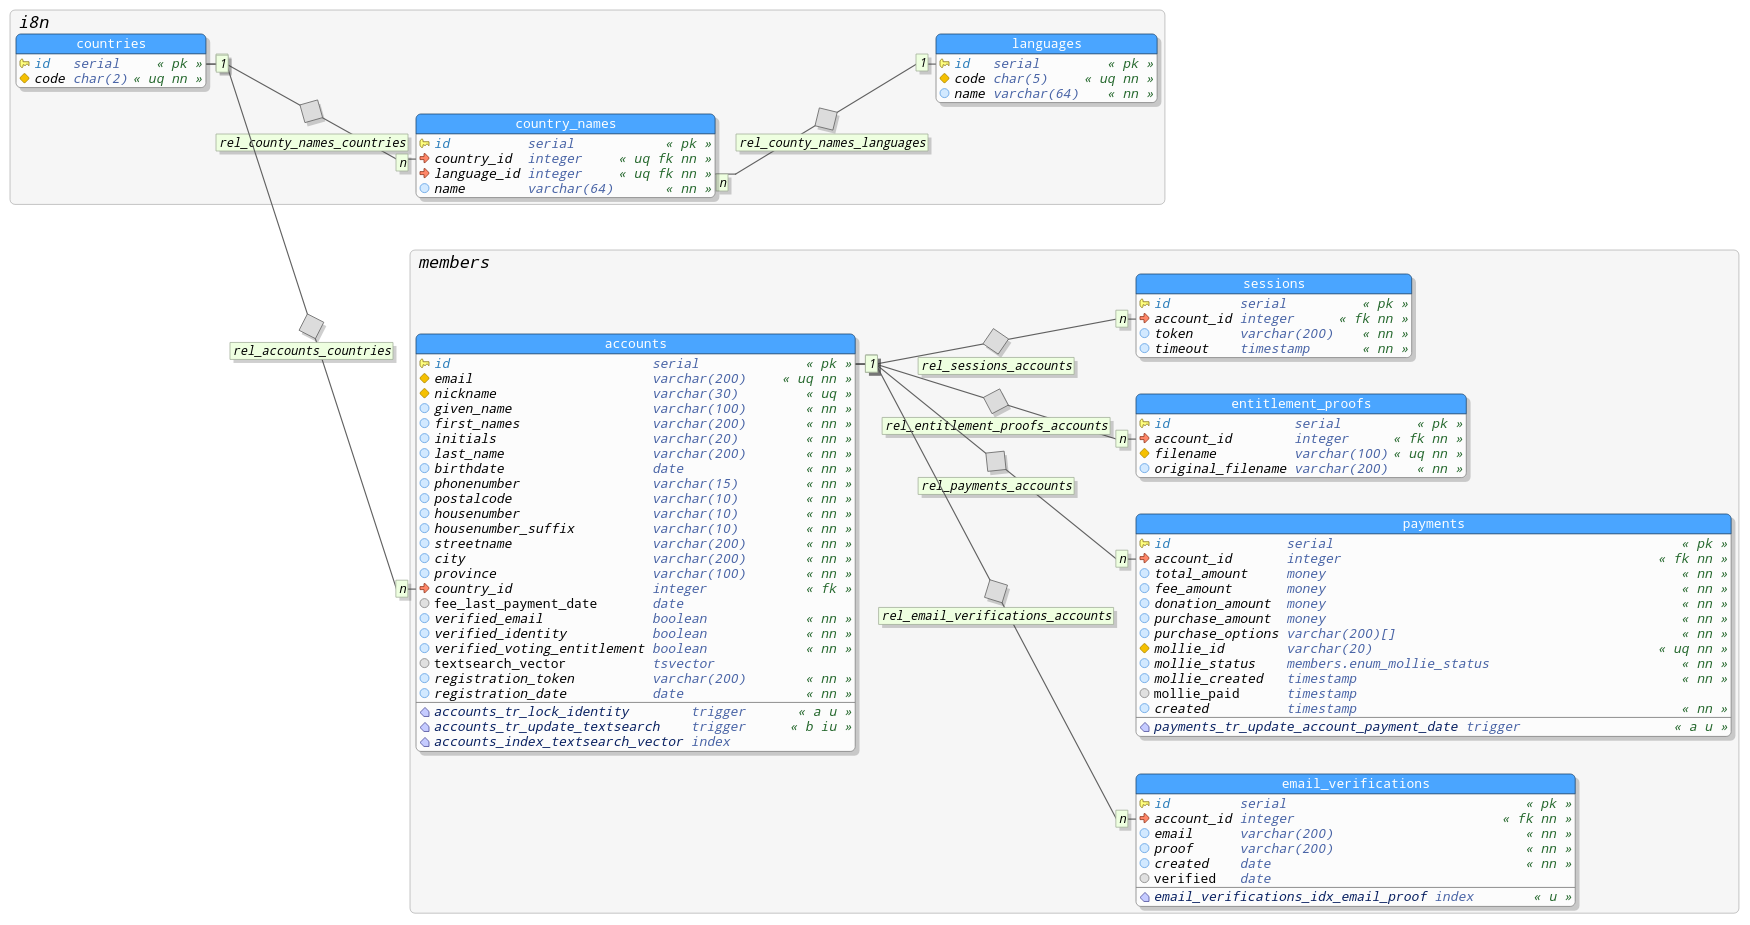 i8n
countries
id serial « pk »
code char(2) « uq nn »
1
rel_county_names_countries
n
country_names
id serial « pk »
country_id integer « uq fk nn »
language_id integer « uq fk nn »
name varchar(64) « nn »
n
rel_county_names_languages
1
languages
id serial « pk »
code char(5) « uq nn »
name varchar(64) « nn »
rel_accounts_countries
n
members
accounts
id serial « pk »
email varchar(200) « uq nn »
nickname varchar(30) « uq »
given_name varchar(100) « nn »
first_names varchar(200) « nn »
initials varchar(20) « nn »
last_name varchar(200) « nn »
birthdate date « nn »
phonenumber varchar(15) « nn »
postalcode varchar(10) « nn »
housenumber varchar(10) « nn »
housenumber_suffix varchar(10) « nn »
streetname varchar(200) « nn »
city varchar(200) « nn »
province varchar(100) « nn »
country_id integer « fk »
fee_last_payment_date date
verified_email boolean « nn »
verified_identity boolean « nn »
verified_voting_entitlement boolean « nn »
textsearch_vector tsvector
registration_token varchar(200) « nn »
registration_date date « nn »
accounts_tr_lock_identity trigger « a u »
accounts_tr_update_textsearch trigger « b iu »
accounts_index_textsearch_vector index
1
rel_sessions_accounts
n
rel_entitlement_proofs_accounts
n
rel_payments_accounts
n
rel_email_verifications_accounts
n
sessions
id serial « pk »
account_id integer « fk nn »
token varchar(200) « nn »
timeout timestamp « nn »
entitlement_proofs
id serial « pk »
account_id integer « fk nn »
filename varchar(100) « uq nn »
original_filename varchar(200) « nn »
payments
id serial « pk »
account_id integer « fk nn »
total_amount money « nn »
fee_amount money « nn »
donation_amount money « nn »
purchase_amount money « nn »
purchase_options varchar(200)[] « nn »
mollie_id varchar(20) « uq nn »
mollie_status members.enum_mollie_status « nn »
mollie_created timestamp « nn »
mollie_paid timestamp
created timestamp « nn »
payments_tr_update_account_payment_date trigger « a u »
email_verifications
id serial « pk »
account_id integer « fk nn »
email varchar(200) « nn »
proof varchar(200) « nn »
created date « nn »
verified date
email_verifications_idx_email_proof index « u »